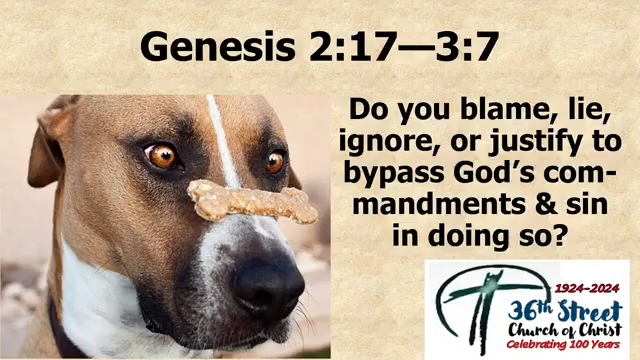 Genesis 2:17—3:7
Do you blame, lie,
ignore, or justify to
bypass God's com-
mandments & sin
in doing so?
1924-2024
36th Street
Church of Christ
Celebrating 100 Years